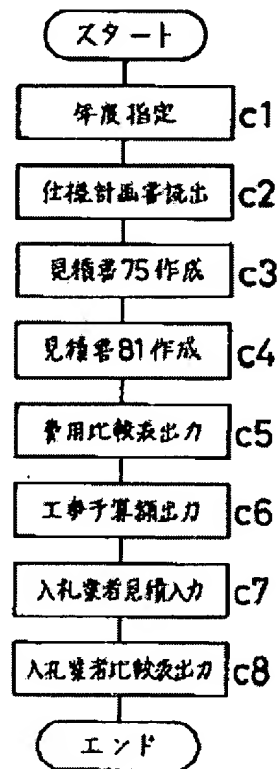 スタート
年度指定 c1
仕様計画書読出 c2
見積書75作成 c3
見積書81作成 c4
費用比較表出力 c5
工事予算額出力 c6
入札業者見積入力 c7
入札業者比較表出力 c8
エンド